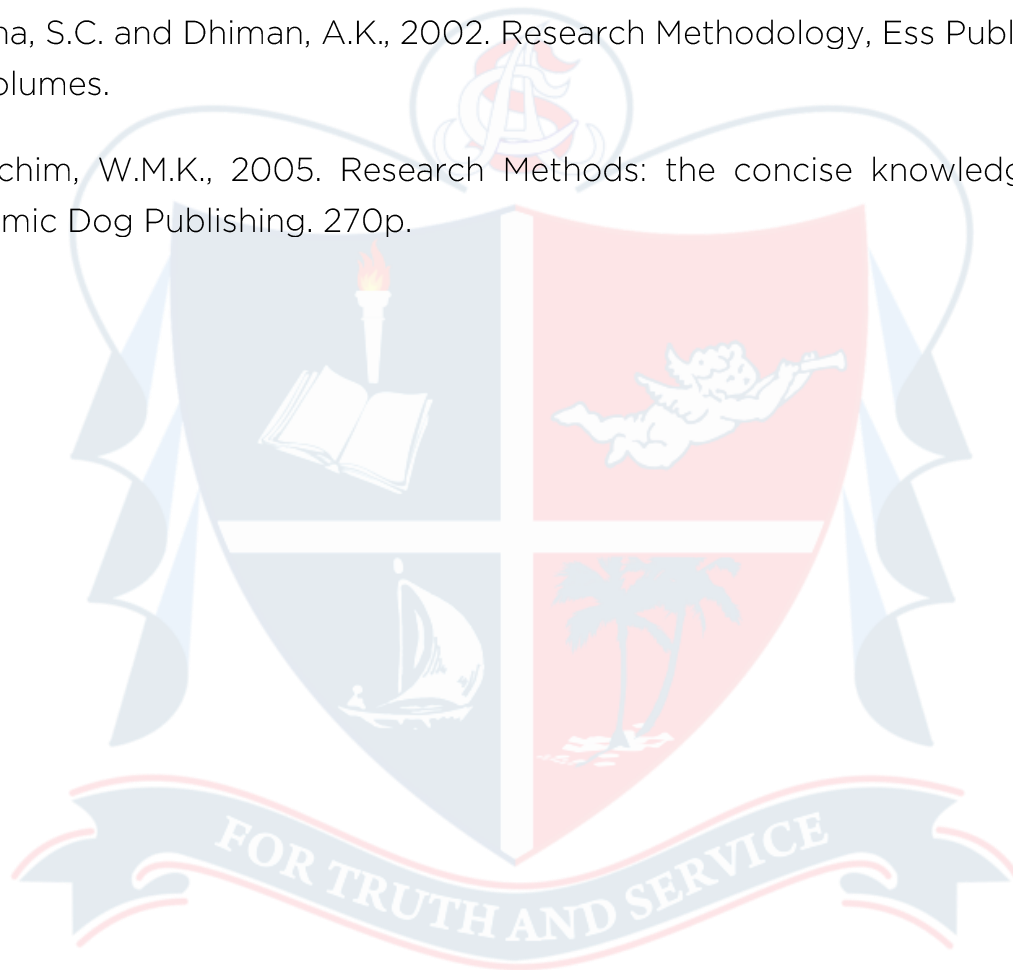 na, S.C. and Dhiman, A.K., 2002. Research Methodology, Ess Publ
olumes.
chim, W.M.K., 2005. Research Methods: the concise knowledg
mic Dog Publishing. 270p.
FOR TRUTH AND SERVICE